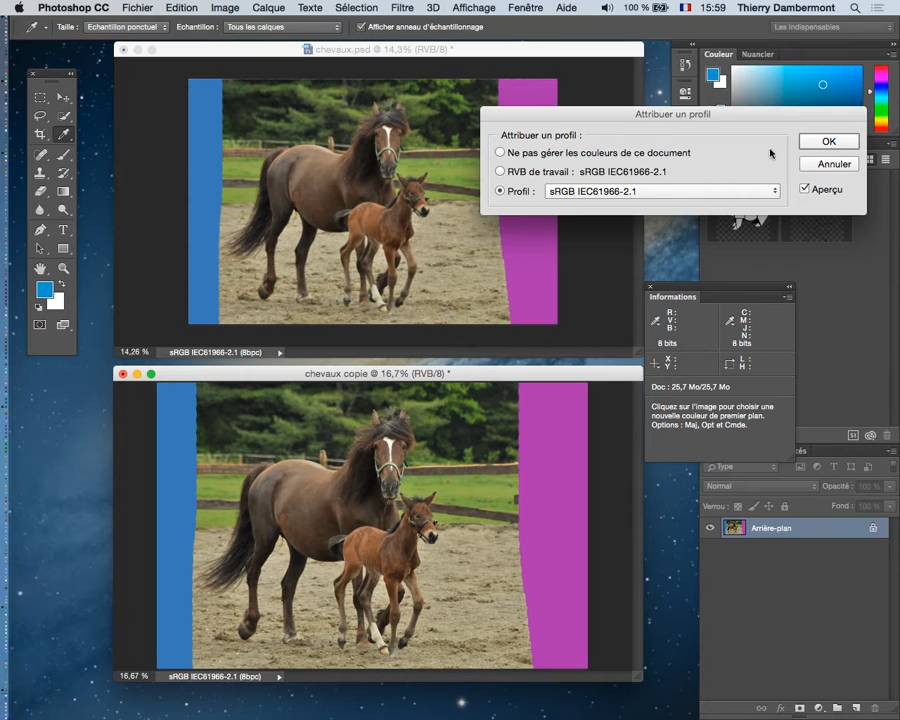 Photoshop CC Fichier Edition Image Calque Texte Sélection Filtre 3D Affichage Fenêtre Aide 100 % 15:59 Thierry Dambermont
Taille : Echantillon ponctuel Echantillon : Tous les calques Afficher anneau d'échantillonnage Les indispensables
chevaux.psd @ 14,3% (RVB/8) *
Couleur Nuancier
Attribuer un profil
Attribuer un profil :
Ne pas gérer les couleurs de ce document
RVB de travail : sRGB IEC61966-2.1
Profil : sRGB IEC61966-2.1
OK
Annuler
Aperçu
T
Informations
R :
V :
B :
8 bits
C :
M :
J :
N :
8 bits
X :
Y :
L :
H :
Doc : 25,7 Mo/25,7 Mo
Cliquez sur l'image pour choisir une
nouvelle couleur de premier plan.
Options : Maj, Opt et Cmde.
14,26 % sRGB IEC61966-2.1 (8bpc)
chevaux copie @ 16,7% (RVB/8) *
16,67 % sRGB IEC61966-2.1 (8bpc)
Type
Normal Opacité : 100 %
Verrou : Fond : 100 %
Arrière-plan
fx